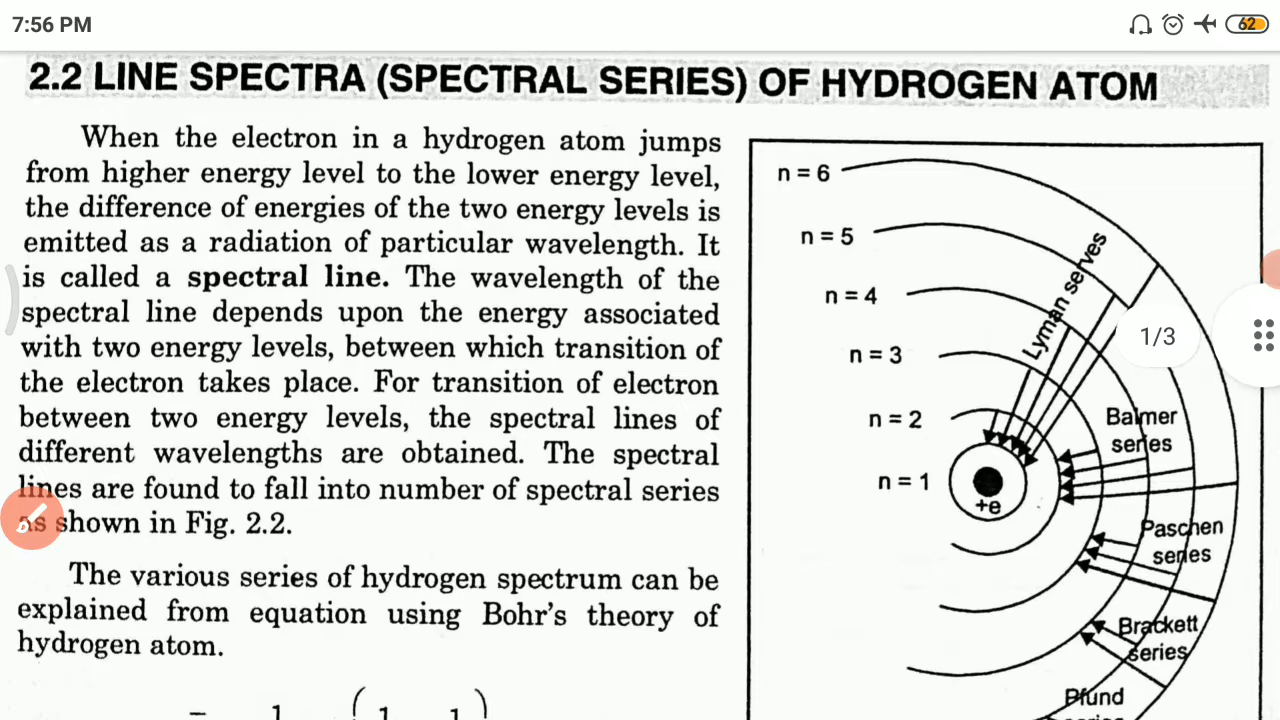 7:56 PM
62
2.2 LINE SPECTRA (SPECTRAL SERIES) OF HYDROGEN ATOM
When the electron in a hydrogen atom jumps
from higher energy level to the lower energy level,
the difference of energies of the two energy levels is
emitted as a radiation of particular wavelength. It
is called a spectral line. The wavelength of the
spectral line depends upon the energy associated
with two energy levels, between which transition of
the electron takes place. For transition of electron
between two energy levels, the spectral lines of
different wavelengths are obtained. The spectral
lines are found to fall into number of spectral series
as shown in Fig. 2.2.
The various series of hydrogen spectrum can be
explained from equation using Bohr's theory of
hydrogen atom.
n = 6
n = 5
n = 4
n = 3
n = 2
n = 1
+e
Lyman serves
1/3
Balmer
series
Paschen
series
Brackett
series
Pfund